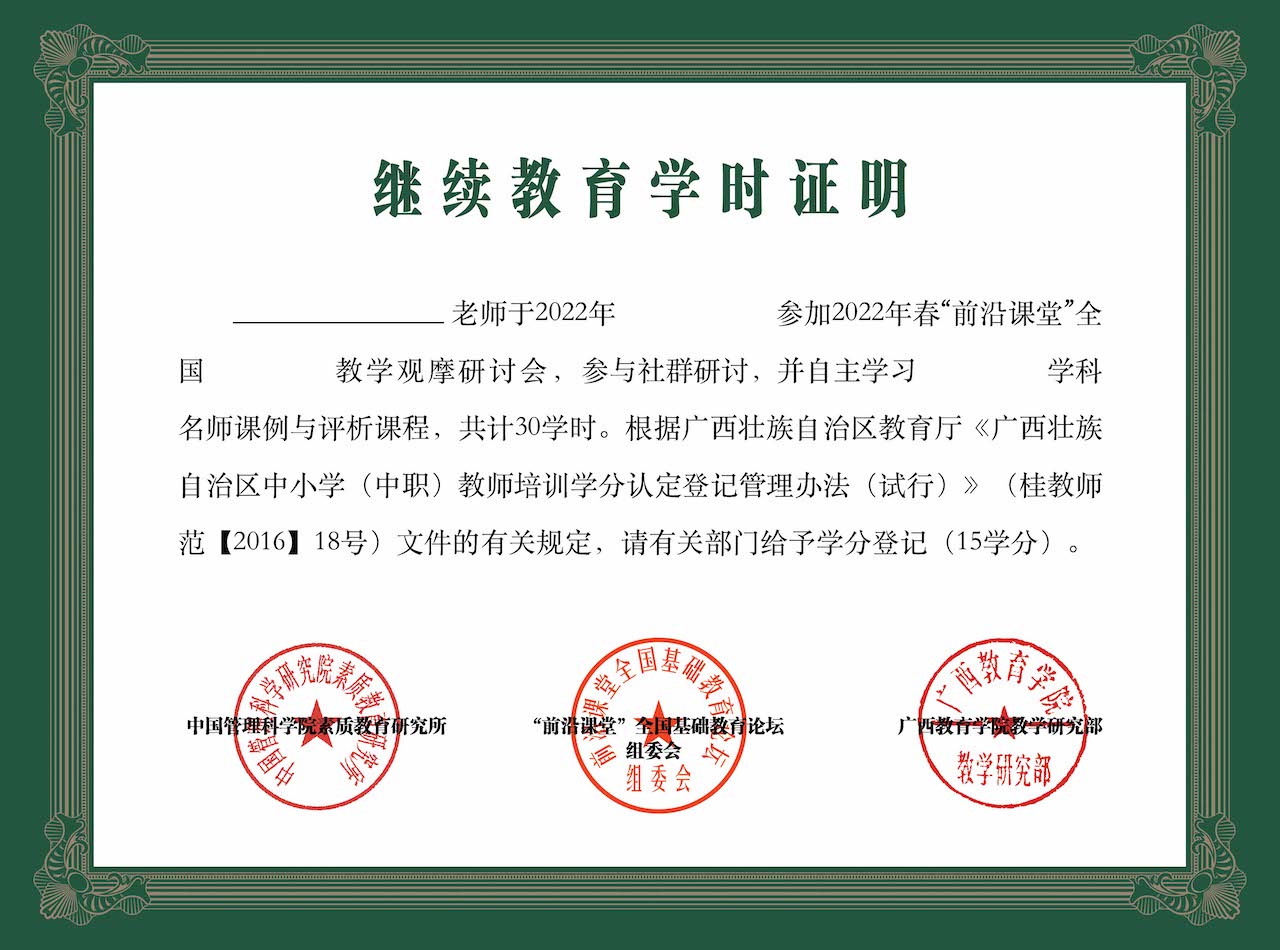 继续教育学时证明
老师于2022年 参加2022年春“前沿课堂”全
国 教学观摩研讨会，参与社群研讨，并自主学习 学科
名师课例与评析课程，共计30学时。根据广西壮族自治区教育厅《广西壮族
自治区中小学（中职）教师培训学分认定登记管理办法（试行）》（桂教师
范【2016】18号）文件的有关规定，请有关部门给予学分登记（15学分）。
中国管理科学研究院素质教育研究所
中国管理科学院素质教育研究所
前沿课堂全国基础教育论坛
“前沿课堂”全国基础教育论坛
组委会
组委会
广西教育学院
广西教育学院教学研究部
教学研究部